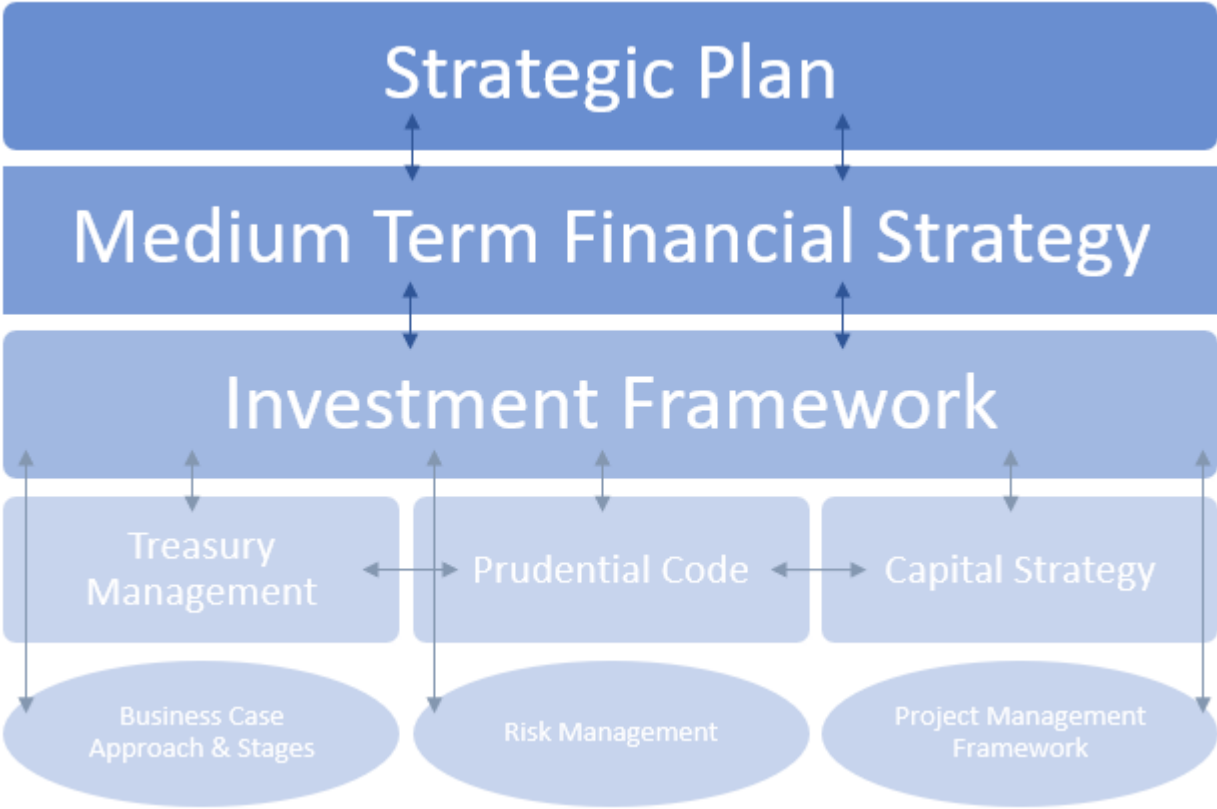 Strategic Plan
Medium Term Financial Strategy
Investment Framework
Treasury
Management
Prudential Code
Capital Strategy
Business Case
Approach & Stages
Risk Management
Project Management
Framework